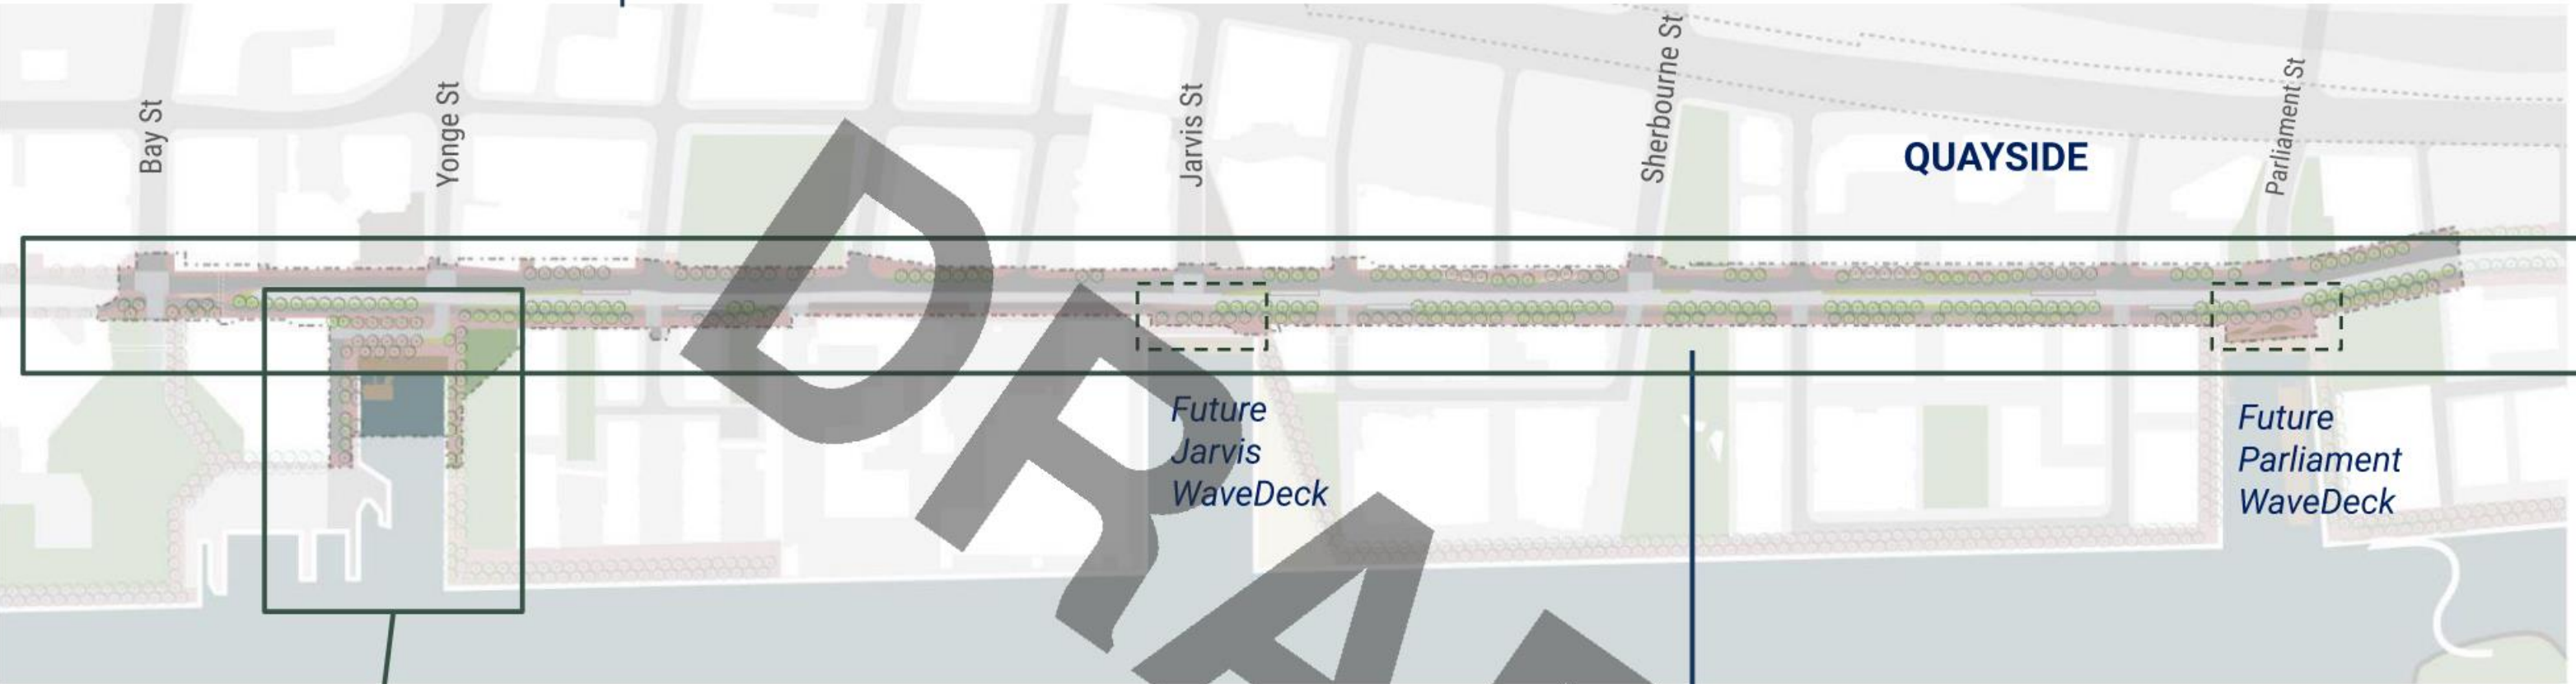 Bay St
Yonge St
Jarvis St
Sherbourne St
Parliament St
QUAYSIDE
Future
Jarvis
WaveDeck
Future
Parliament
WaveDeck
DRA